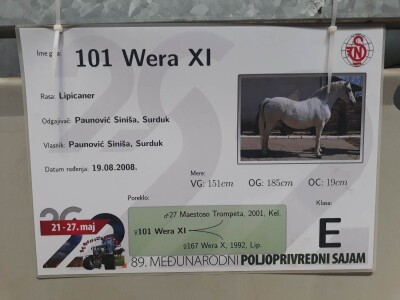 Ime grla: 101 Wera XI
Rasa: Lipicaner
Odgajivač: Paunović Siniša, Surduk
Vlasnik: Paunović Siniša, Surduk
Datum rođenja: 19.08.2008.
Mere:
VG: 151cm OG: 185cm OC: 19cm
Poreklo:
Klasa:
♂27 Maestoso Trompeta, 2001, Kel.
♀101 Wera XI
♀167 Wera X, 1992, Lip.
E
21-27. maj
22
89. MEĐUNARODNI POLJOPRIVREDNI SAJAM